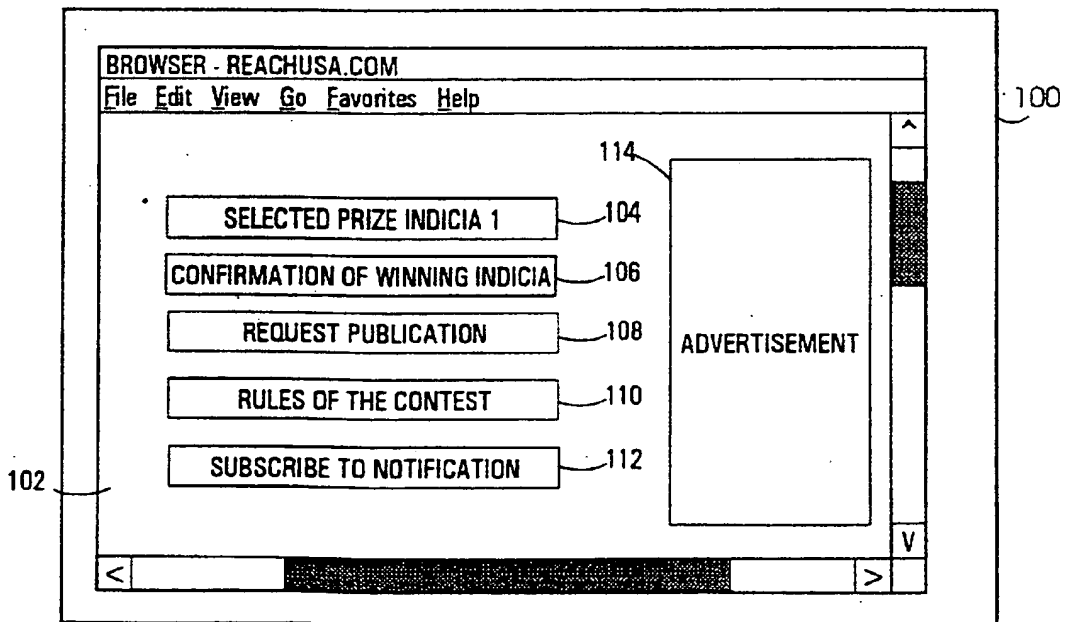 BROWSER - REACHUSA.COM
File Edit View Go Favorites Help
100
^
114
SELECTED PRIZE INDICIA 1
104
CONFIRMATION OF WINNING INDICIA
106
REQUEST PUBLICATION
108
ADVERTISEMENT
RULES OF THE CONTEST
110
SUBSCRIBE TO NOTIFICATION
112
102
V
<
>